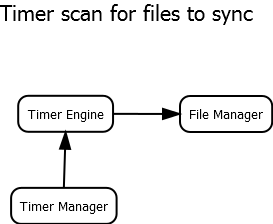 Timer scan for files to sync
Timer Engine
File Manager
Timer Manager